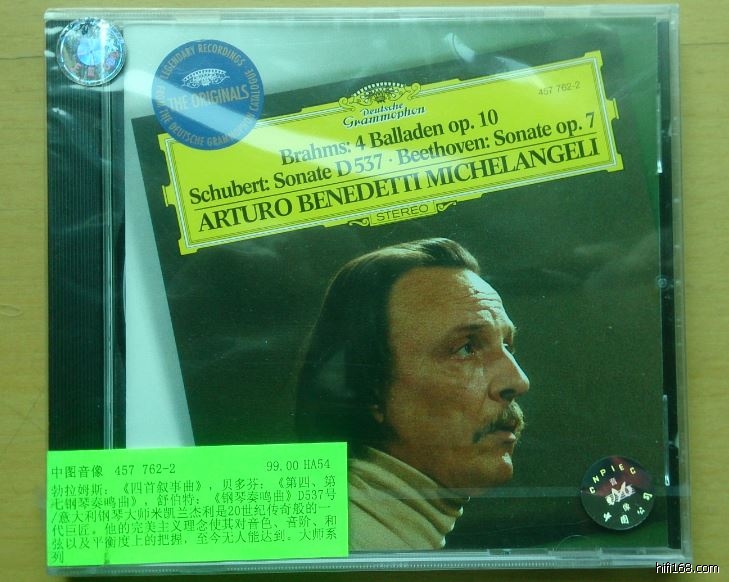 LEGENDARY RECORDINGS
THE ORIGINALS
FROM THE DEUTSCHE GRAMMOPHON CATALOGUE
Deutsche
Grammophon
457 762-2
Brahms: 4 Balladen op. 10
Schubert: Sonate D 537 · Beethoven: Sonate op. 7
ARTURO BENEDETTI MICHELANGELI
STEREO
中图音像 457 762-2 99.00 HA54
勃拉姆斯:《四首叙事曲》,贝多芬:《第四、第
七钢琴奏鸣曲》,舒伯特:《钢琴奏鸣曲》D537号
/意大利钢琴大师米凯兰杰利是20世纪传奇般的一
代巨匠。他的完美主义理念使其对音色、音阶、和
弦以及平衡度上的把握,至今无人能达到。大师系
列
CNPIEC
hifi168.com